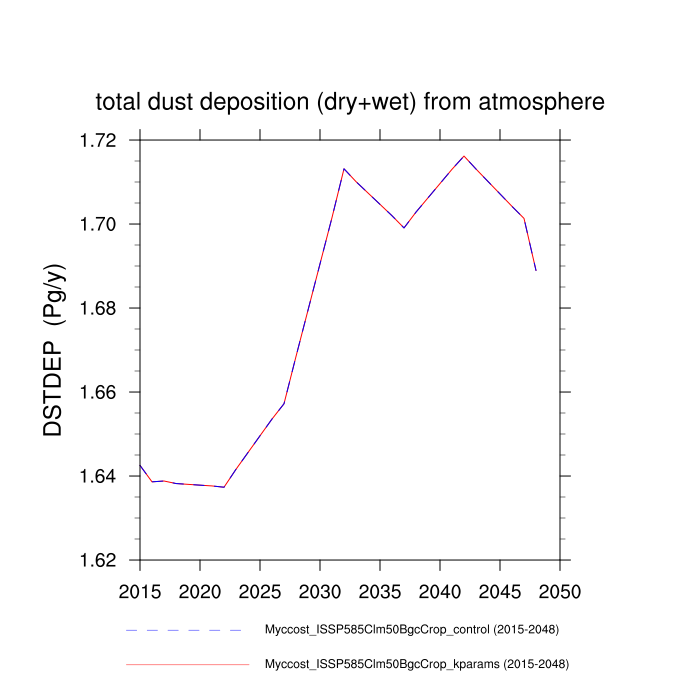 total dust deposition (dry+wet) from atmosphere
DSTDEP (Pg/y)
1.72
1.70
1.68
1.66
1.64
1.62
2015 2020 2025 2030 2035 2040 2045 2050
Myccost_ISSP585Clm50BgcCrop_control (2015-2048)
Myccost_ISSP585Clm50BgcCrop_kparams (2015-2048)